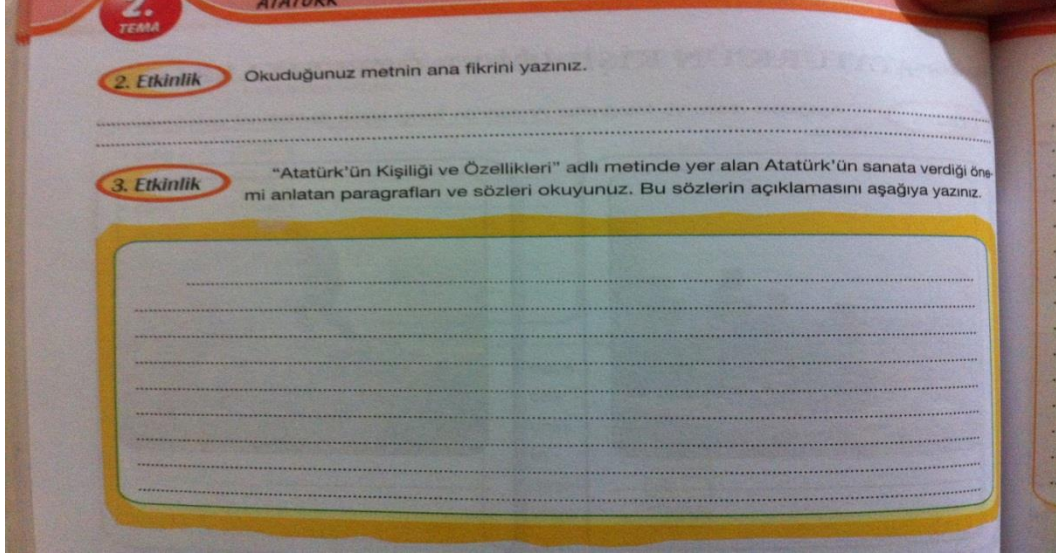 2.
TEMA
ATATÜRK
2. Etkinlik
Okuduğunuz metnin ana fikrini yazınız.
3. Etkinlik
“Atatürk’ün Kişiliği ve Özellikleri” adlı metinde yer alan Atatürk’ün sanata verdiği öne-
mi anlatan paragrafları ve sözleri okuyunuz. Bu sözlerin açıklamasını aşağıya yazınız.